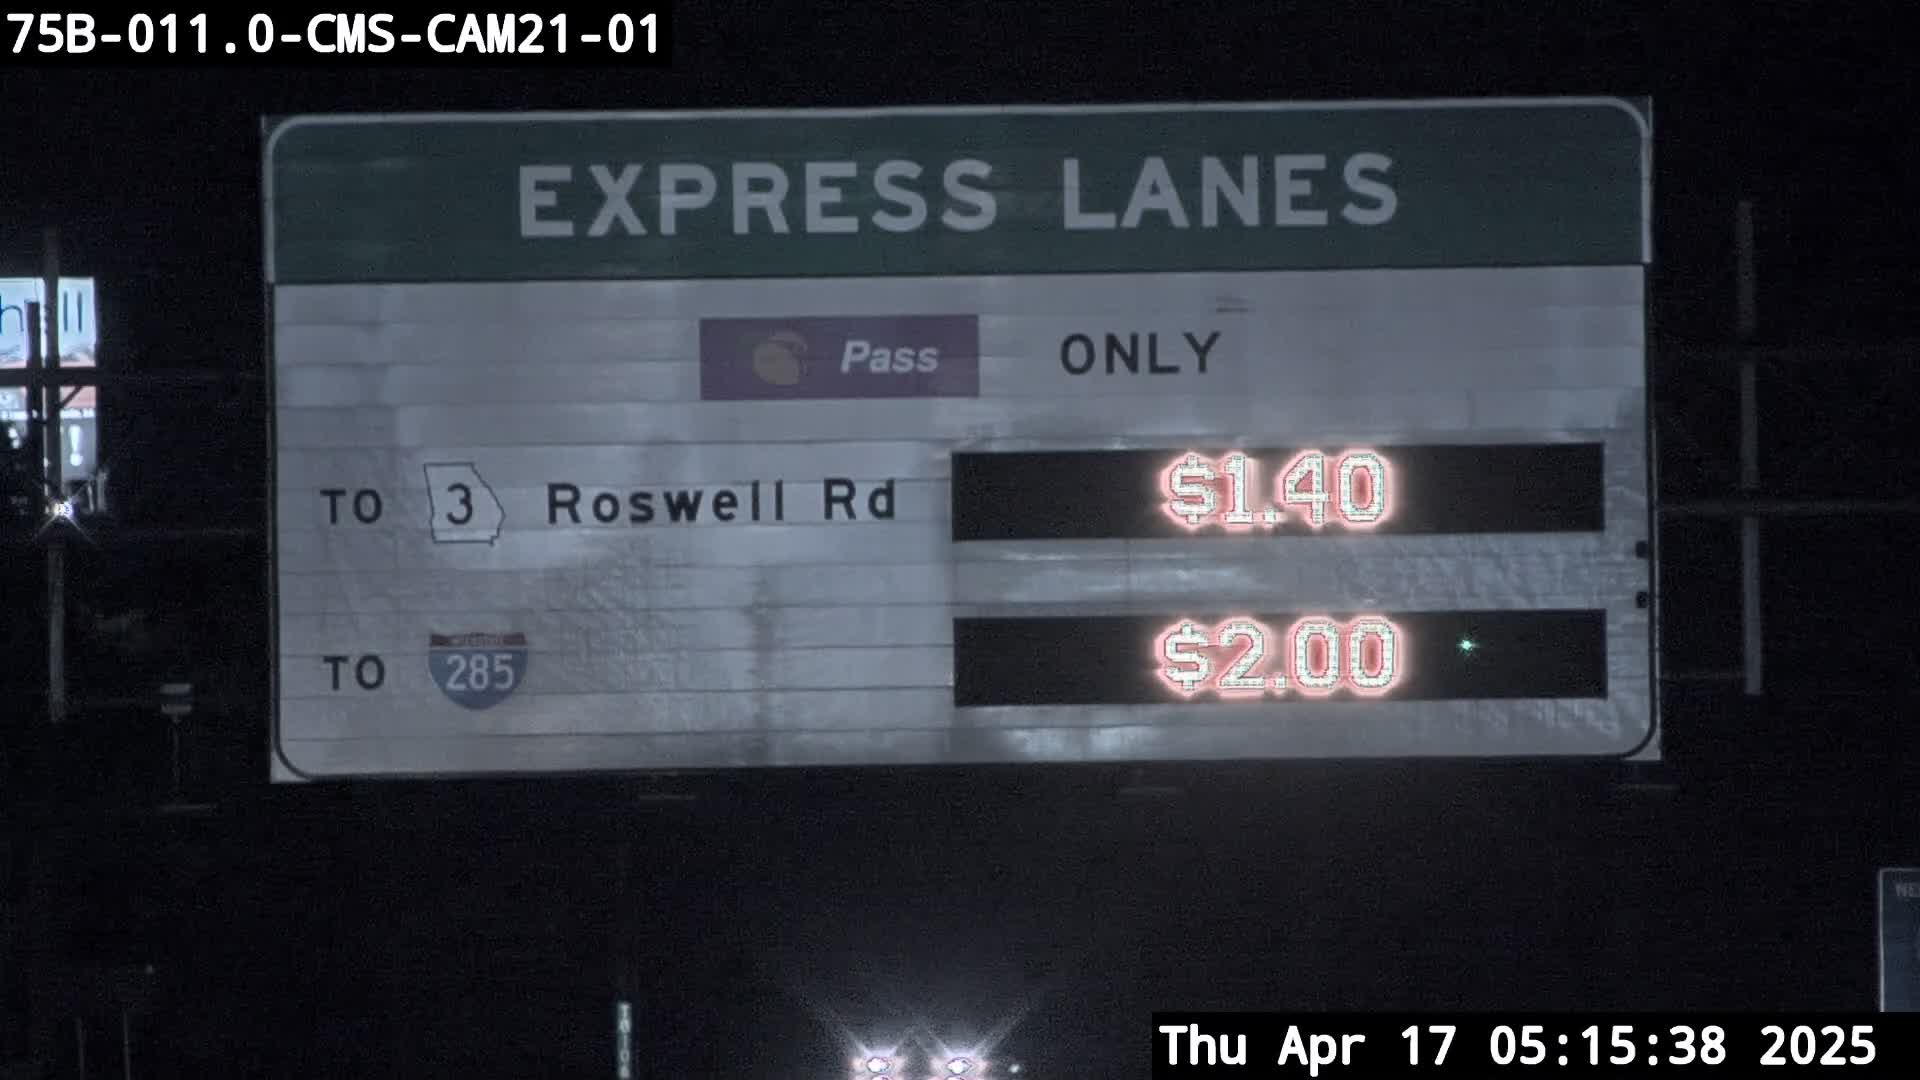 75B-011.0-CMS-CAM21-01
EXPRESS LANES
Pass ONLY
TO 3 Roswell Rd $1.40
TO INTERSTATE 285 $2.00
Thu Apr 17 05:15:38 2025